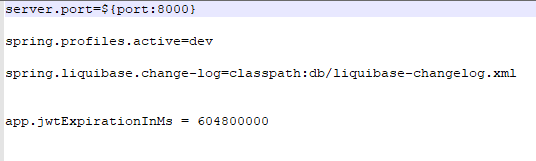 server.port=${port:8000}
spring.profiles.active=dev
spring.liquibase.change-log=classpath:db/liquibase-changelog.xml
app.jwtExpirationInMs = 604800000